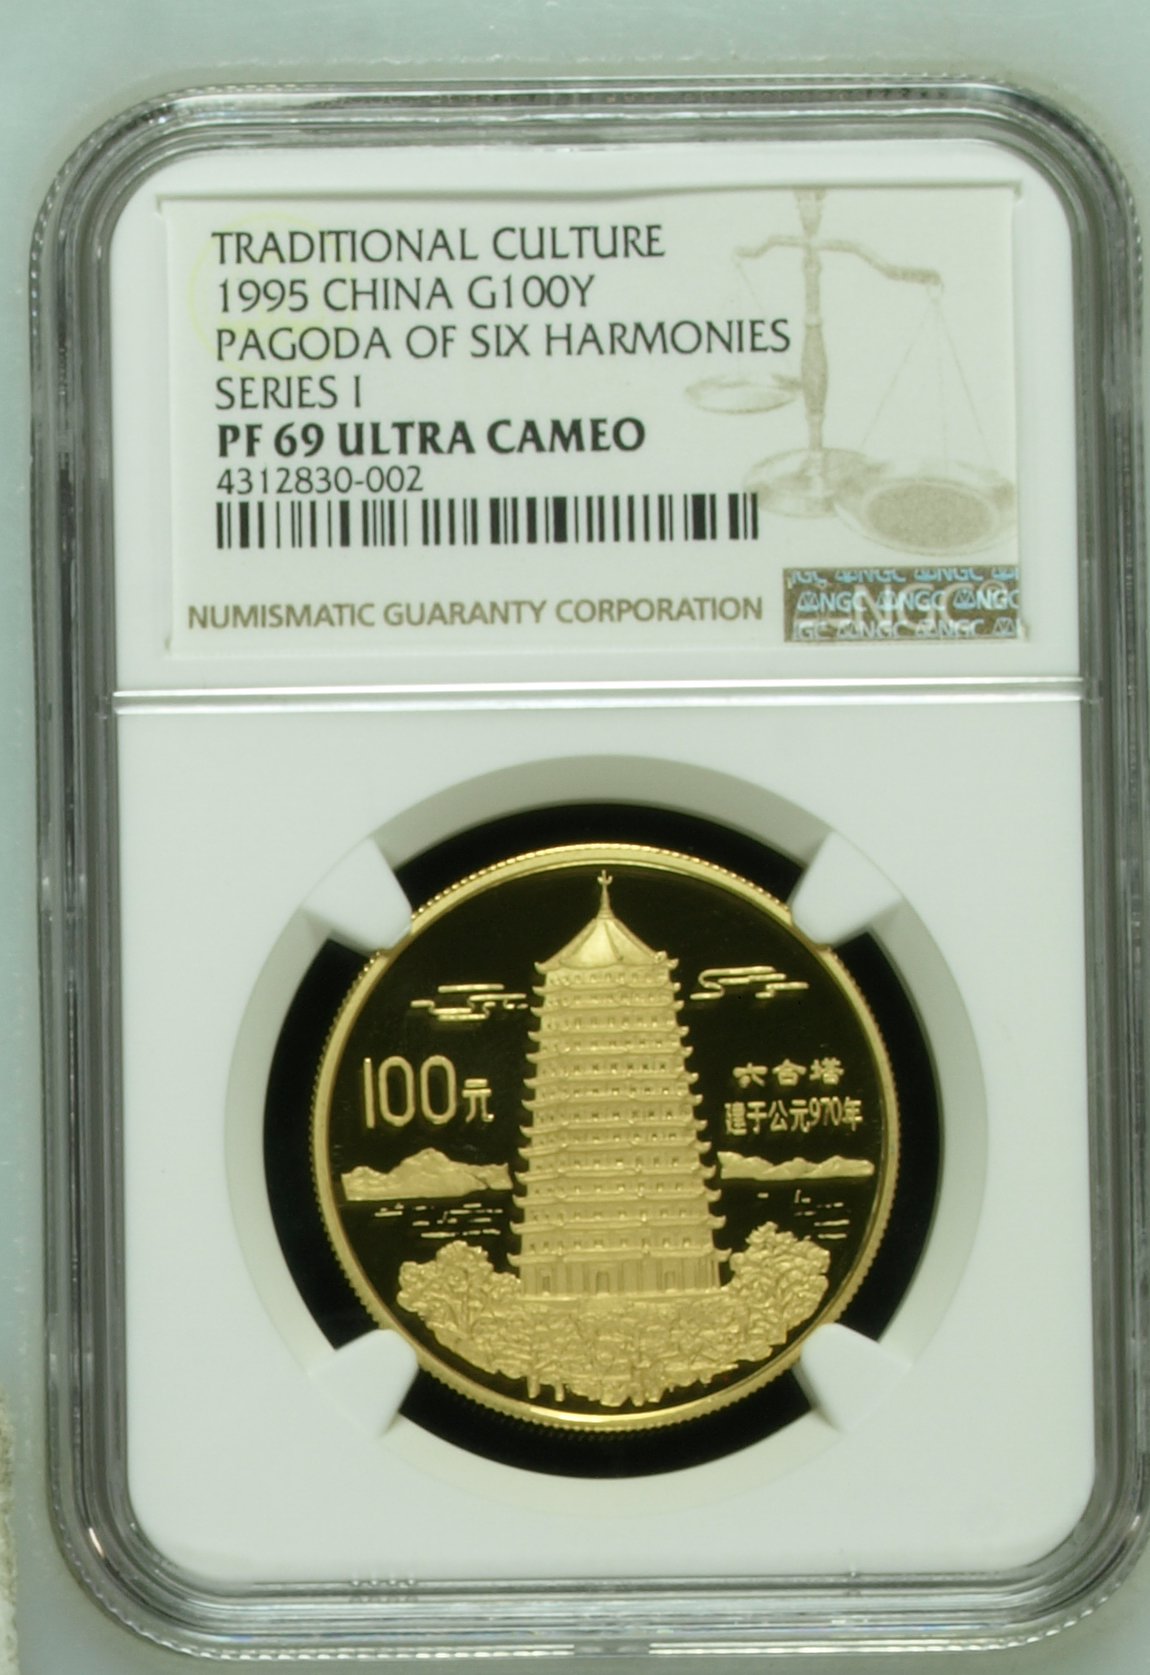 TRADITIONAL CULTURE
1995 CHINA G100Y
PAGODA OF SIX HARMONIES
SERIES I
PF 69 ULTRA CAMEO
4312830-002
NUMISMATIC GUARANTY CORPORATION
NGC
100元
六合塔
建于公元970年